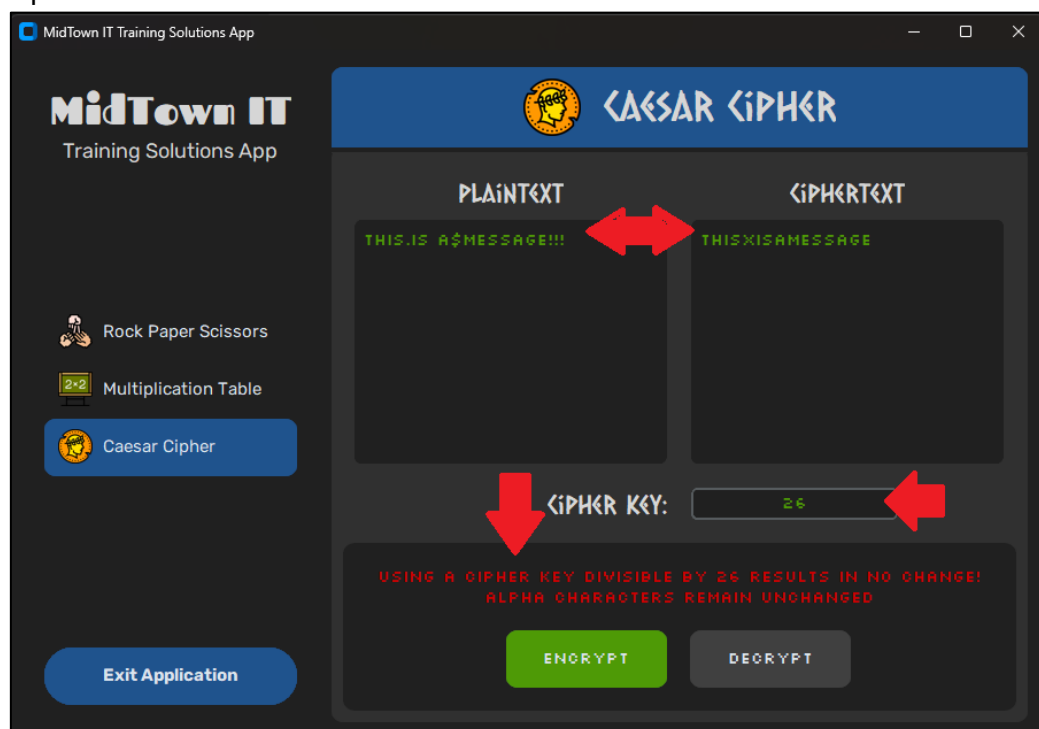 MidTown IT Training Solutions App
MidTown IT
Training Solutions App
CAESAR CiPHER
PLAiNTEXT
CiPHERTEXT
THIS.IS A$MESSAGE!!!
THISXISAMESSAGE
Rock Paper Scissors
2×2
Multiplication Table
Caesar Cipher
CiPHER KEY:
26
USING A CIPHER KEY DIVISIBLE BY 26 RESULTS IN NO CHANGE!
ALPHA CHARACTERS REMAIN UNCHANGED
ENCRYPT
DECRYPT
Exit Application